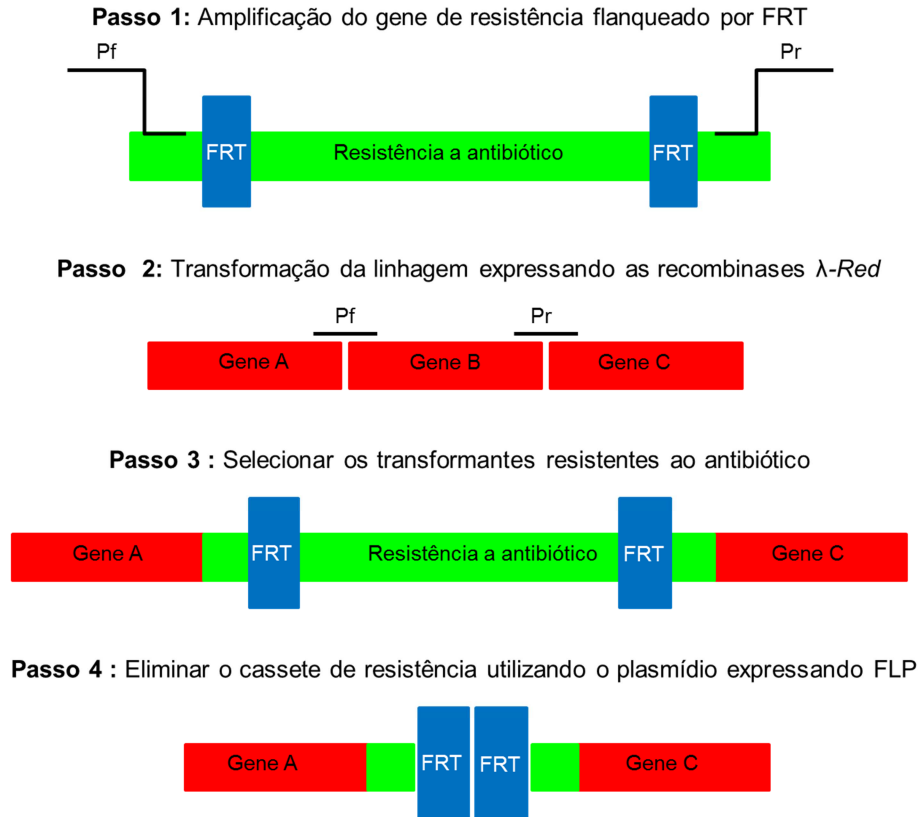 Passo 1: Amplificação do gene de resistência flanqueado por FRT
Pf
Pr
FRT
Resistência a antibiótico
FRT
Passo 2: Transformação da linhagem expressando as recombinases λ-Red
Pf
Pr
Gene A
Gene B
Gene C
Passo 3 : Selecionar os transformantes resistentes ao antibiótico
Gene A
FRT
Resistência a antibiótico
FRT
Gene C
Passo 4 : Eliminar o cassete de resistência utilizando o plasmídio expressando FLP
Gene A
FRT
FRT
Gene C